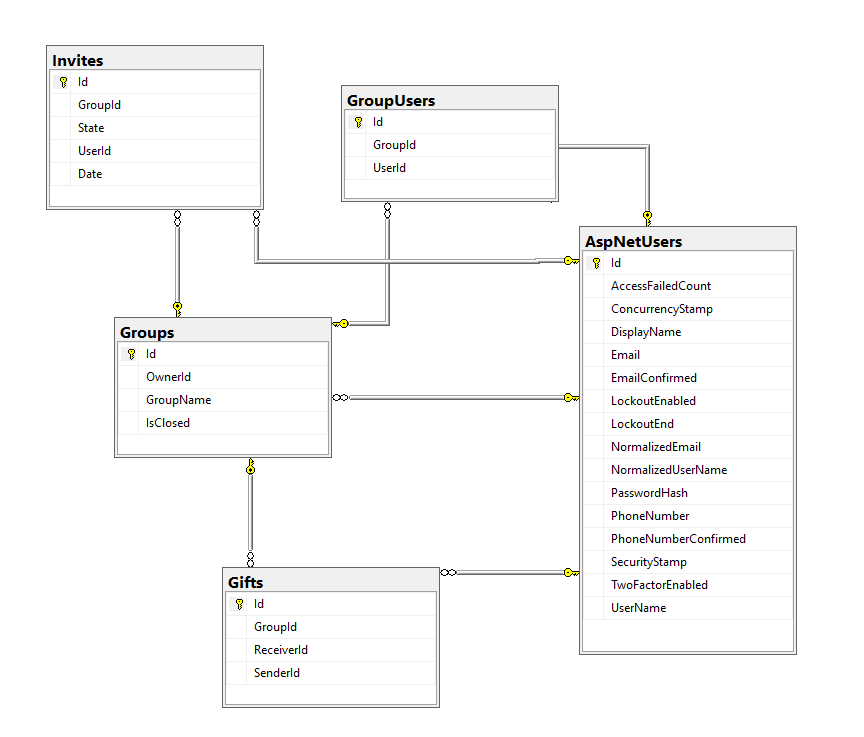 Invites
Id
GroupId
State
UserId
Date
GroupUsers
Id
GroupId
UserId
AspNetUsers
Id
AccessFailedCount
ConcurrencyStamp
DisplayName
Email
EmailConfirmed
LockoutEnabled
LockoutEnd
NormalizedEmail
NormalizedUserName
PasswordHash
PhoneNumber
PhoneNumberConfirmed
SecurityStamp
TwoFactorEnabled
UserName
Groups
Id
OwnerId
GroupName
IsClosed
Gifts
Id
GroupId
ReceiverId
SenderId